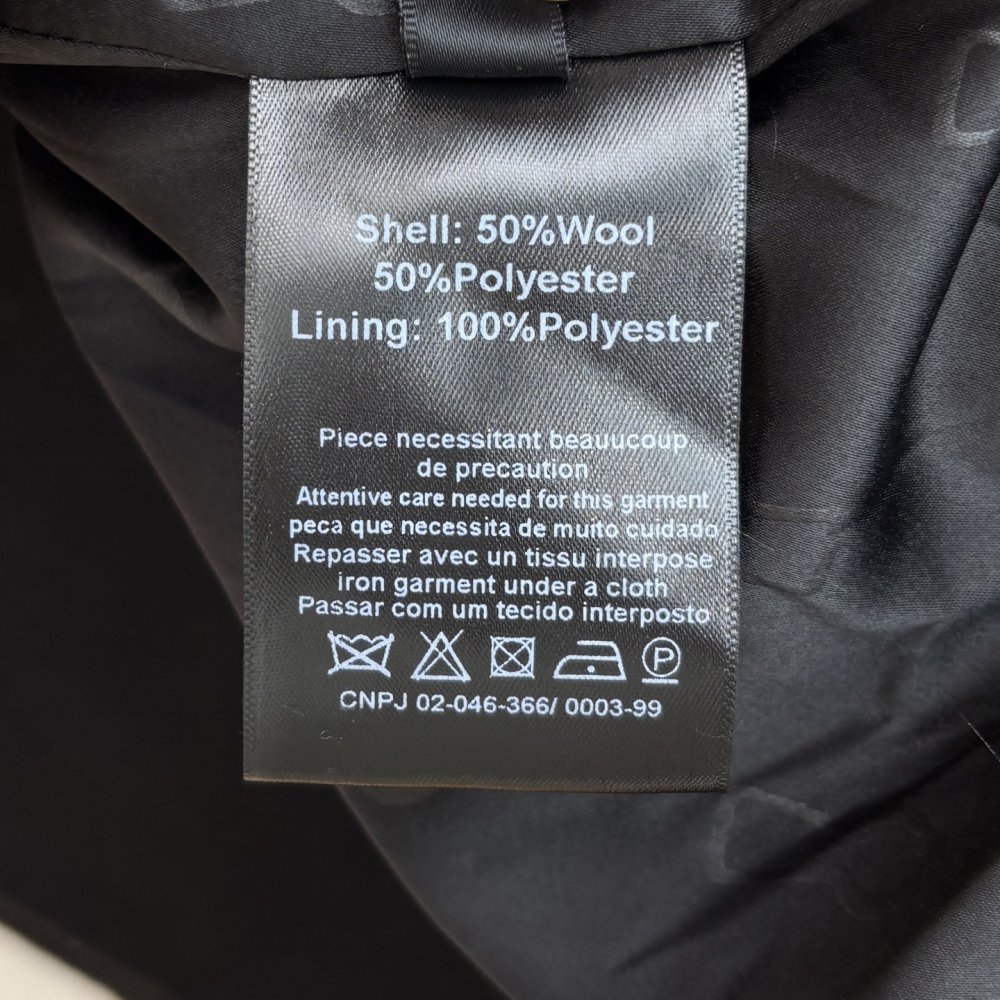 Shell: 50%Wool
50%Polyester
Lining: 100%Polyester
Piece necessitant beauucoup
de precaution
Attentive care needed for this garment
peca que necessita de muito cuidado
Repasser avec un tissu interpose
iron garment under a cloth
Passar com um tecido interposto
P
CNPJ 02-046-366/ 0003-99